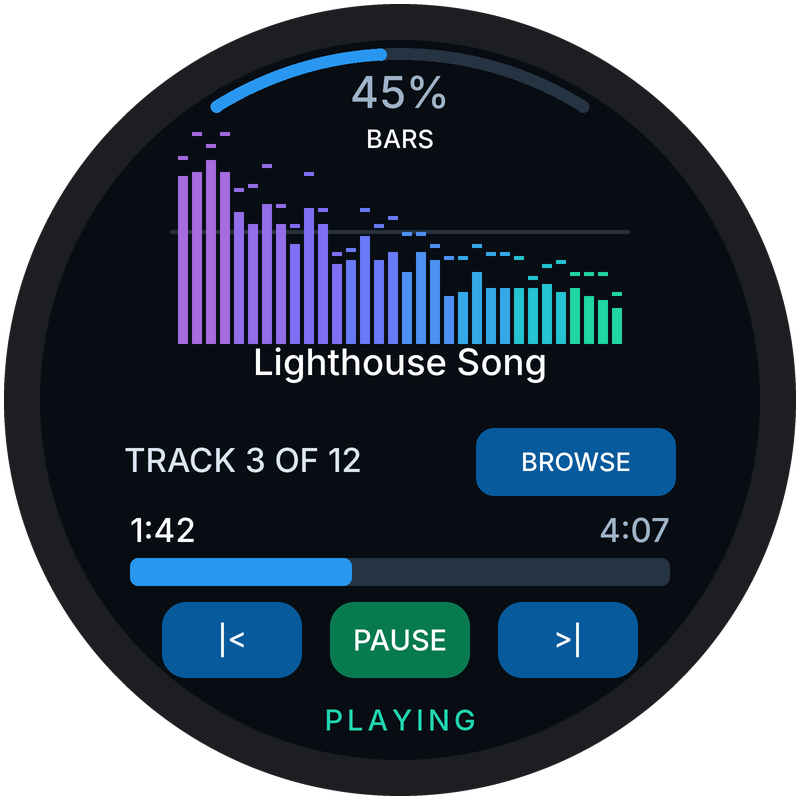 45%
BARS
Lighthouse Song
TRACK 3 OF 12
BROWSE
1:42
4:07
|<
PAUSE
>|
PLAYING